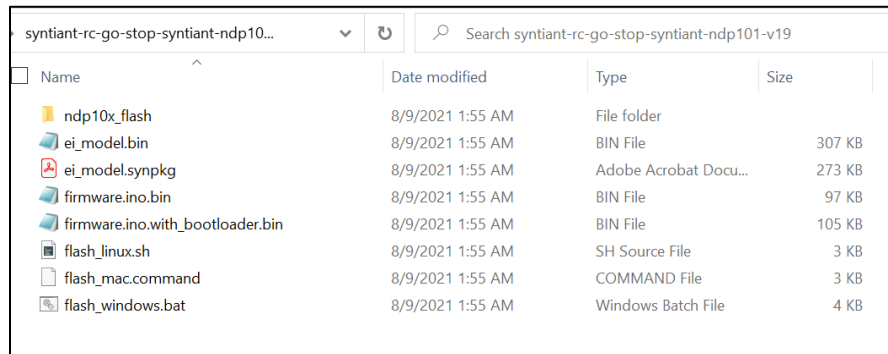 syntiant-rc-go-stop-syntiant-ndp10... Search syntiant-rc-go-stop-syntiant-ndp101-v19
Name Date modified Type Size
ndp10x_flash 8/9/2021 1:55 AM File folder
ei_model.bin 8/9/2021 1:55 AM BIN File 307 KB
ei_model.synpkg 8/9/2021 1:55 AM Adobe Acrobat Docu... 273 KB
firmware.ino.bin 8/9/2021 1:55 AM BIN File 97 KB
firmware.ino.with_bootloader.bin 8/9/2021 1:55 AM BIN File 105 KB
flash_linux.sh 8/9/2021 1:55 AM SH Source File 3 KB
flash_mac.command 8/9/2021 1:55 AM COMMAND File 3 KB
flash_windows.bat 8/9/2021 1:55 AM Windows Batch File 4 KB